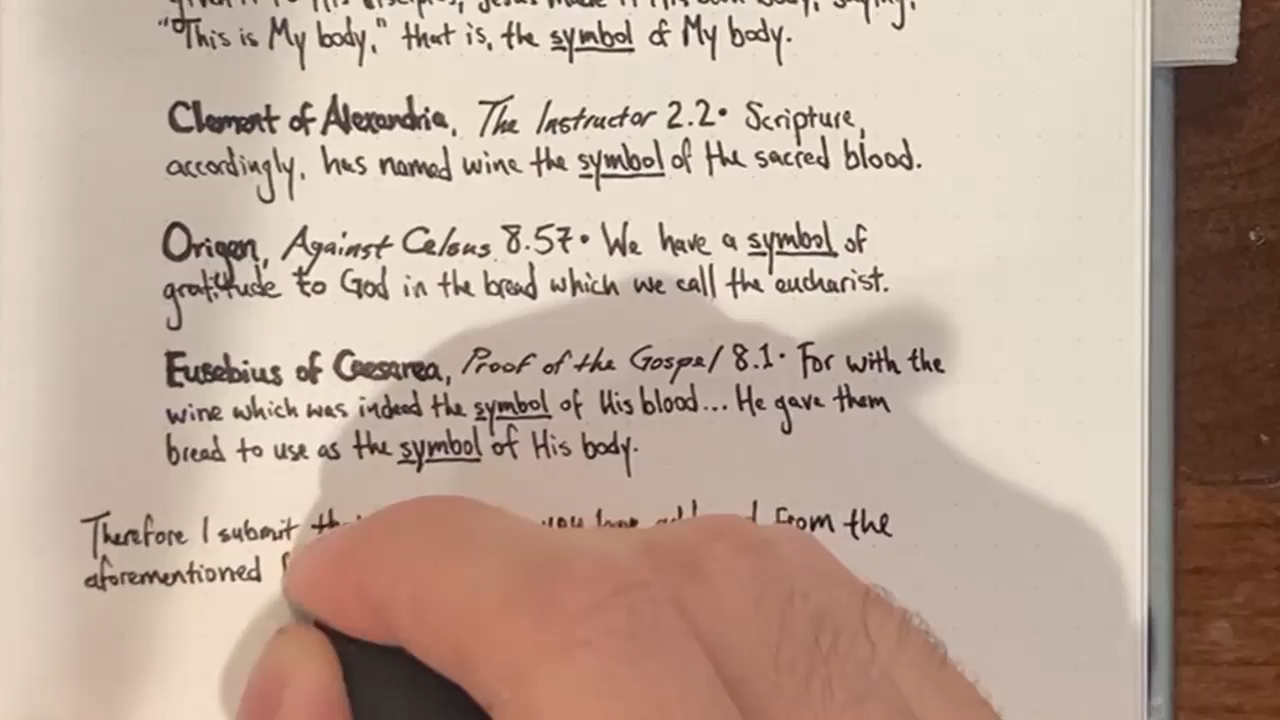 "This is My body," that is, the symbol of My body.
Clement of Alexandria, The Instructor 2.2• Scripture,
accordingly, has named wine the symbol of the sacred blood.
Origen, Against Celsus 8.57• We have a symbol of
gratitude to God in the bread which we call the eucharist.
Eusebius of Caesarea, Proof of the Gospel 8.1• For with the
wine which was indeed the symbol of His blood... He gave them
bread to use as the symbol of His body.
Therefore I submit from the
aforementioned